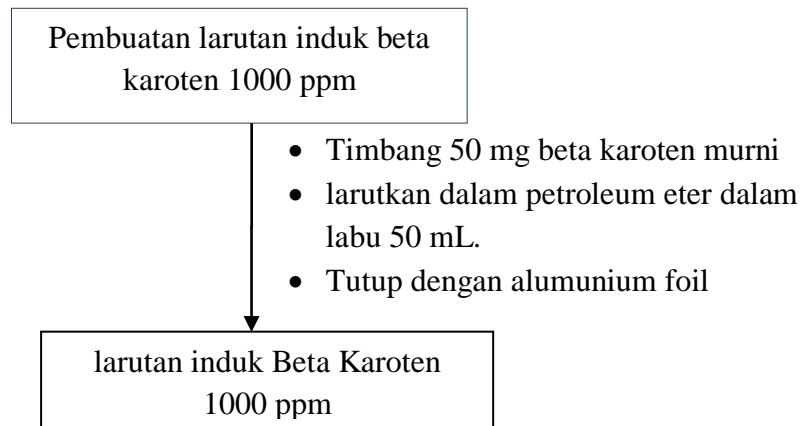 Pembuatan larutan induk beta
karoten 1000 ppm
• Timbang 50 mg beta karoten murni
• larutkan dalam petroleum eter dalam
labu 50 mL.
• Tutup dengan alumunium foil
larutan induk Beta Karoten
1000 ppm